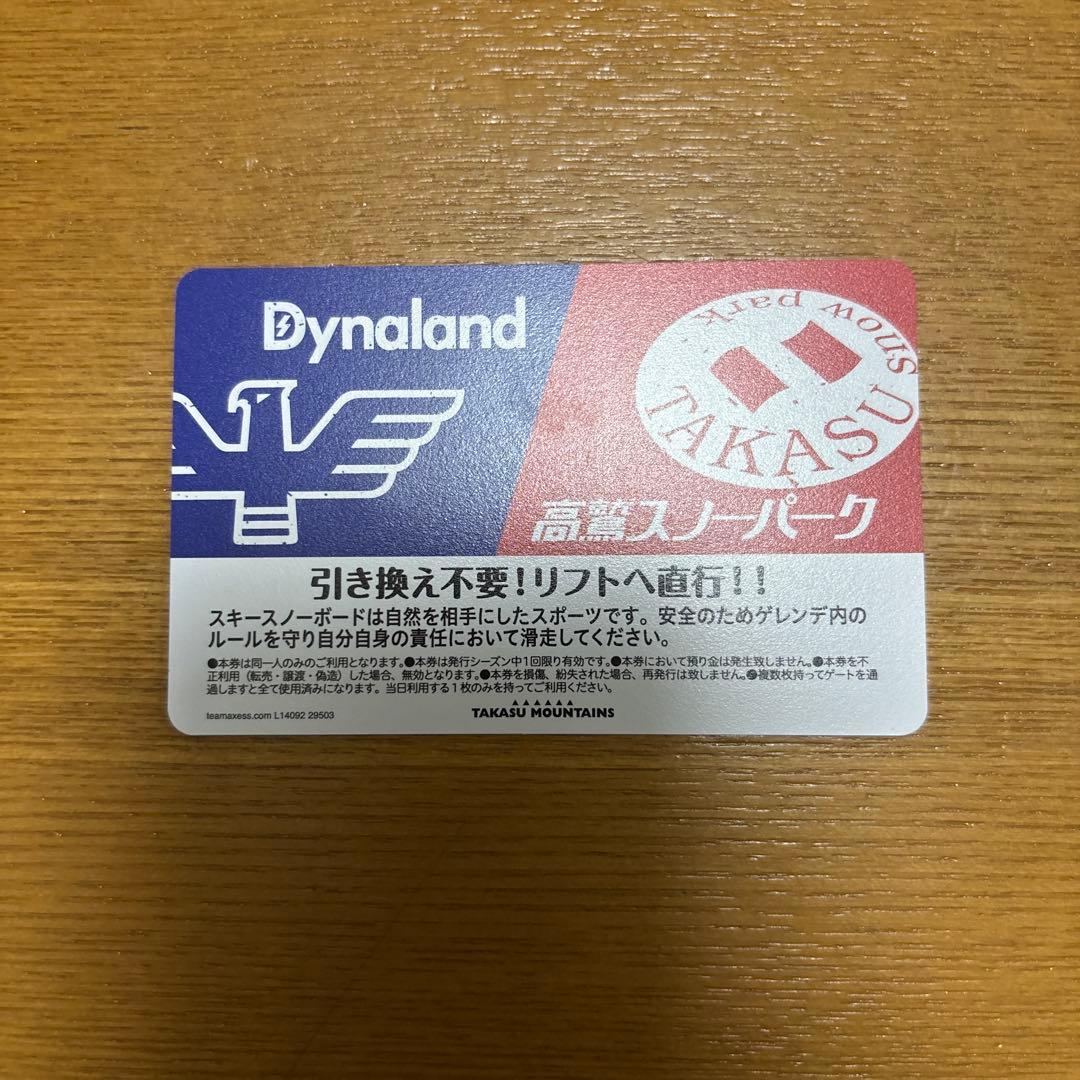 Dynaland
Snow park
TAKASU
高鷲スノーパーク
引き換え不要!リフトへ直行!!
スキースノーボードは自然を相手にしたスポーツです。安全のためゲレンデ内の
ルールを守り自分自身の責任において滑走してください。
●本券は同一人のみのご利用となります。●本券は発行シーズン中1回限り有効です。●本券において預り金は発生致しません。●本券を不
正利用（転売・譲渡・偽造）した場合、無効となります。●本券を損傷、紛失された場合、再発行は致しません。●複数枚持ってゲートを通
過しますと全て使用済みになります。当日利用する1枚のみを持ってご利用ください。
teamaxess.com L14092 29503
TAKASU MOUNTAINS